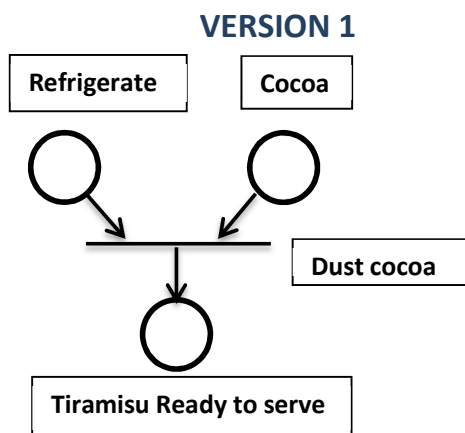 VERSION 1
Refrigerate
Cocoa
Dust cocoa
Tiramisu Ready to serve